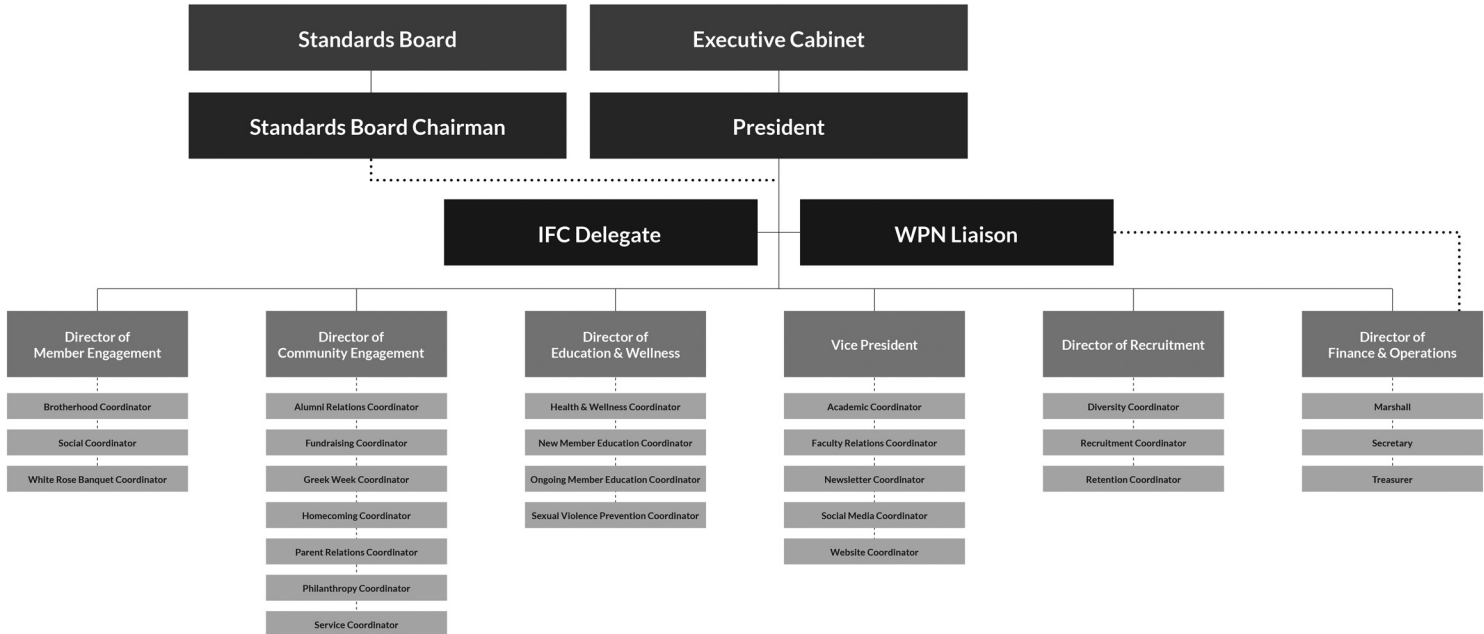 Standards Board
Executive Cabinet
Standards Board Chairman
President
IFC Delegate
WPN Liaison
Director of
Member Engagement
Brotherhood Coordinator
Social Coordinator
White Rose Banquet Coordinator
Director of
Community Engagement
Alumni Relations Coordinator
Fundraising Coordinator
Greek Week Coordinator
Homecoming Coordinator
Parent Relations Coordinator
Philanthropy Coordinator
Service Coordinator
Director of
Education & Wellness
Health & Wellness Coordinator
New Member Education Coordinator
Ongoing Member Education Coordinator
Sexual Violence Prevention Coordinator
Vice President
Academic Coordinator
Faculty Relations Coordinator
Newsletter Coordinator
Social Media Coordinator
Website Coordinator
Director of Recruitment
Diversity Coordinator
Recruitment Coordinator
Retention Coordinator
Director of
Finance & Operations
Marshall
Secretary
Treasurer